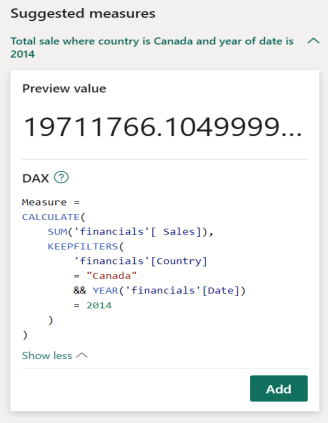 Suggested measures
Total sale where country is Canada and year of date is
2014
Preview value
19711766.1049999...
DAX ?
Measure =
CALCULATE(
SUM('financials'[ Sales]),
KEEPFILTERS(
'financials'[Country]
= "Canada"
&& YEAR('financials'[Date])
= 2014
)
)
Show less
Add